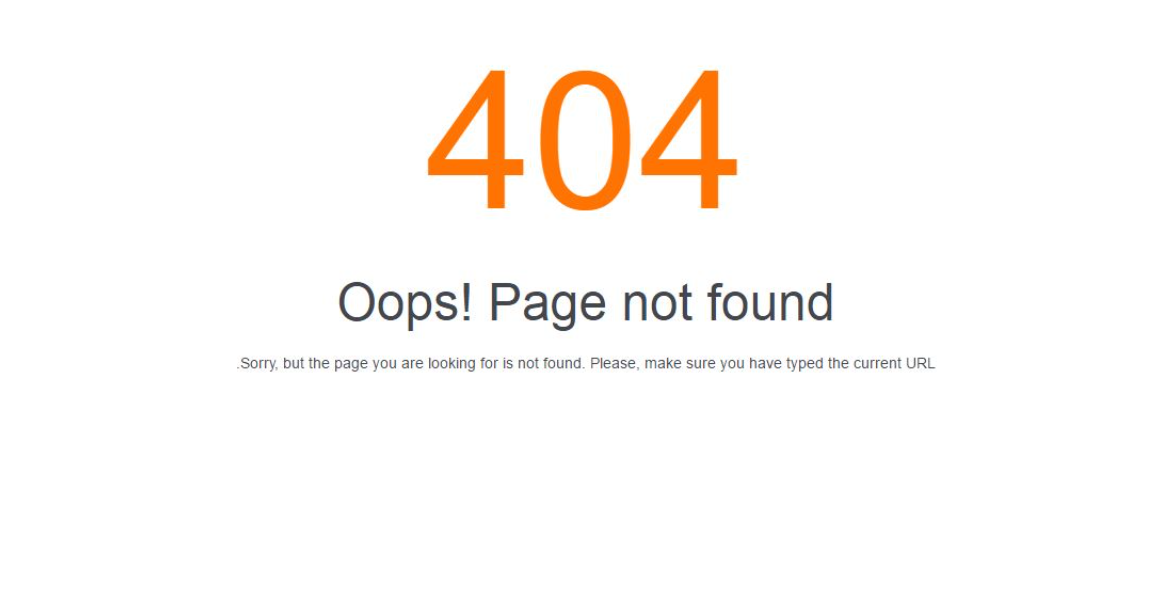 404
Oops! Page not found
.Sorry, but the page you are looking for is not found. Please, make sure you have typed the current URL